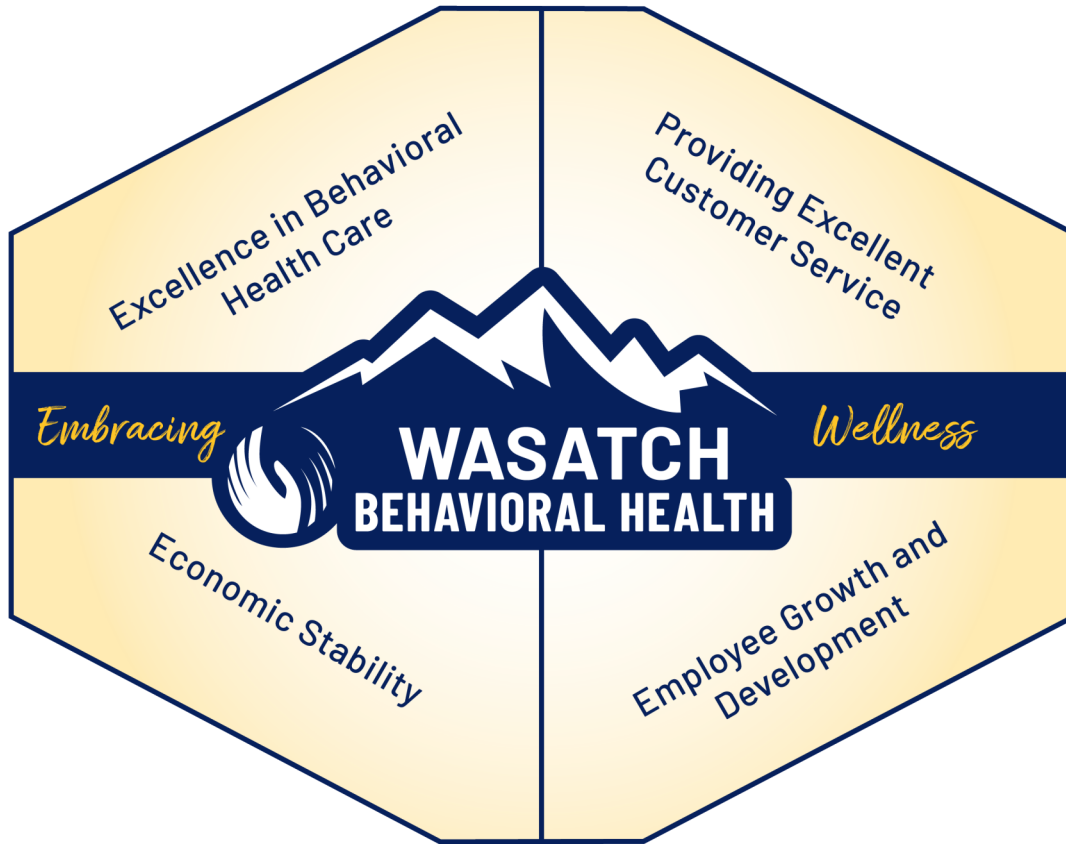 Excellence in Behavioral
Health Care
Providing Excellent
Customer Service
Embracing
WASATCH
BEHAVIORAL HEALTH
Wellness
Economic Stability
Employee Growth and
Development